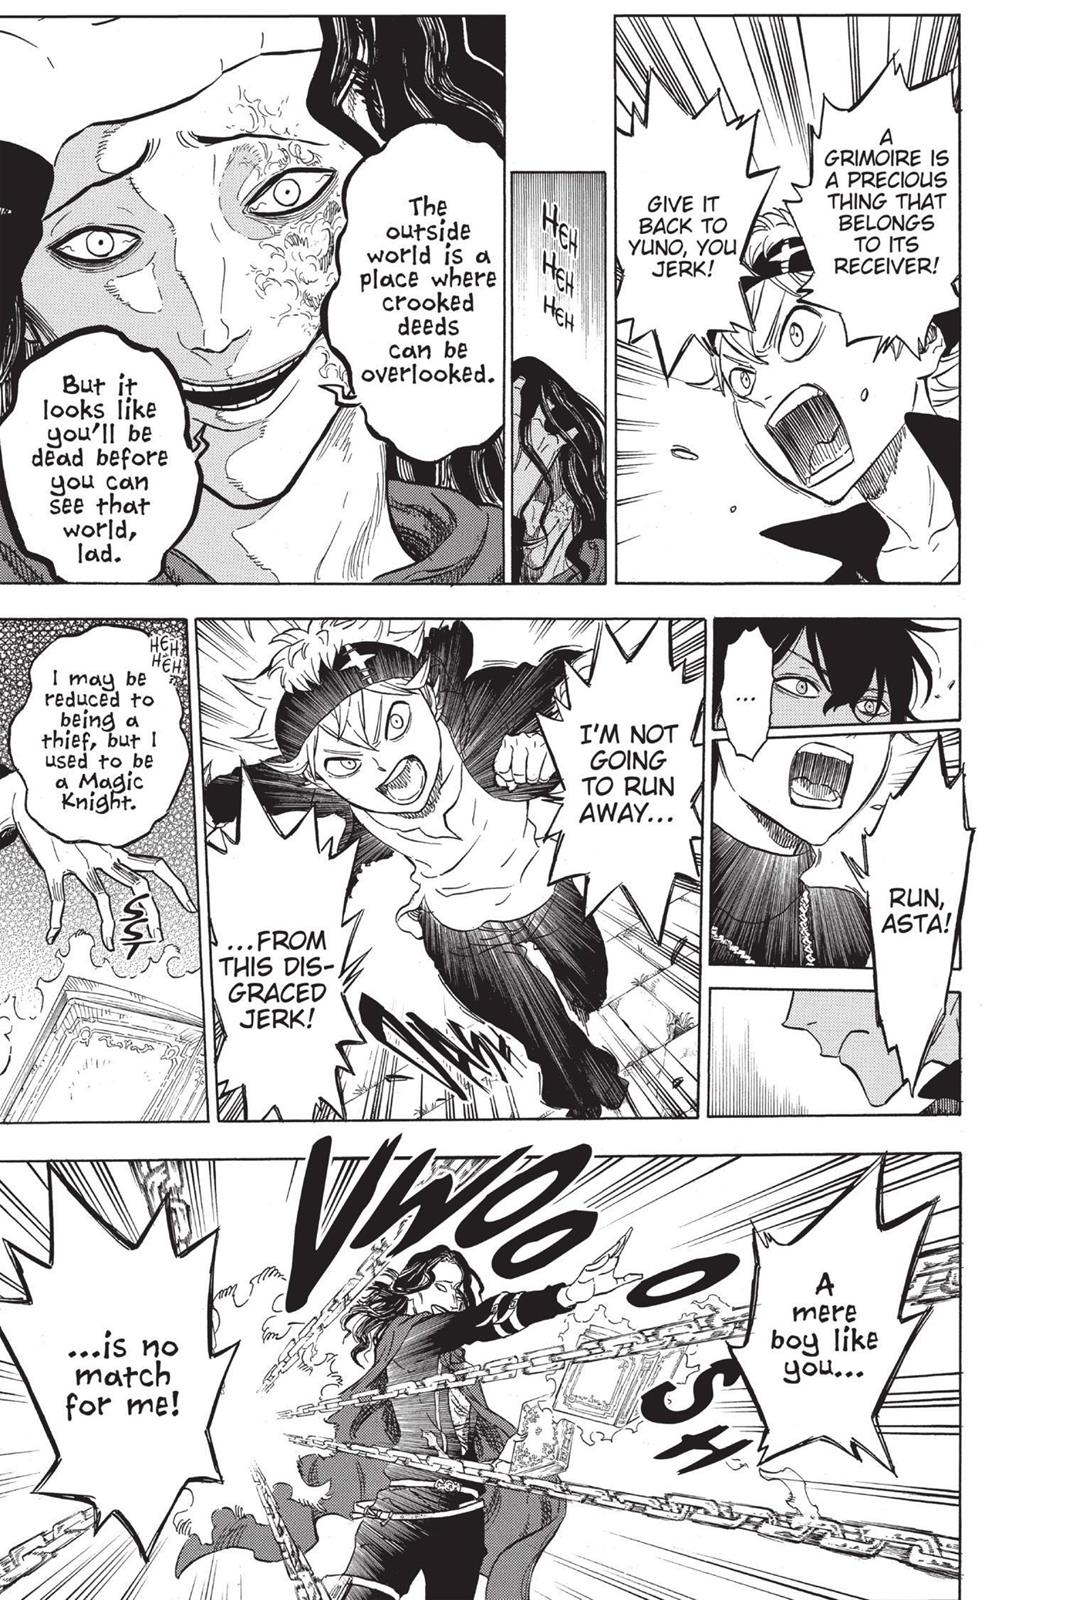 A
GRIMOIRE IS
A PRECIOUS
THING THAT
BELONGS
TO ITS
RECEIVER!
GIVE IT
BACK TO
YUNO, YOU
JERK!
HEH
HEH
HEH
The
outside
world is a
place where
crooked
deeds
can be
overlooked.
But it
looks like
you'll be
dead before
you can
see that
world,
lad.
...
RUN,
ASTA!
I'M NOT
GOING
TO RUN
AWAY...
...FROM
THIS DIS-
GRACED
JERK!
HEH
HEH
I may be
reduced to
being a
thief, but I
used to be
a Magic
Knight.
SST
VWOOOSH
A
mere
boy like
you...
...is no
match
for me!